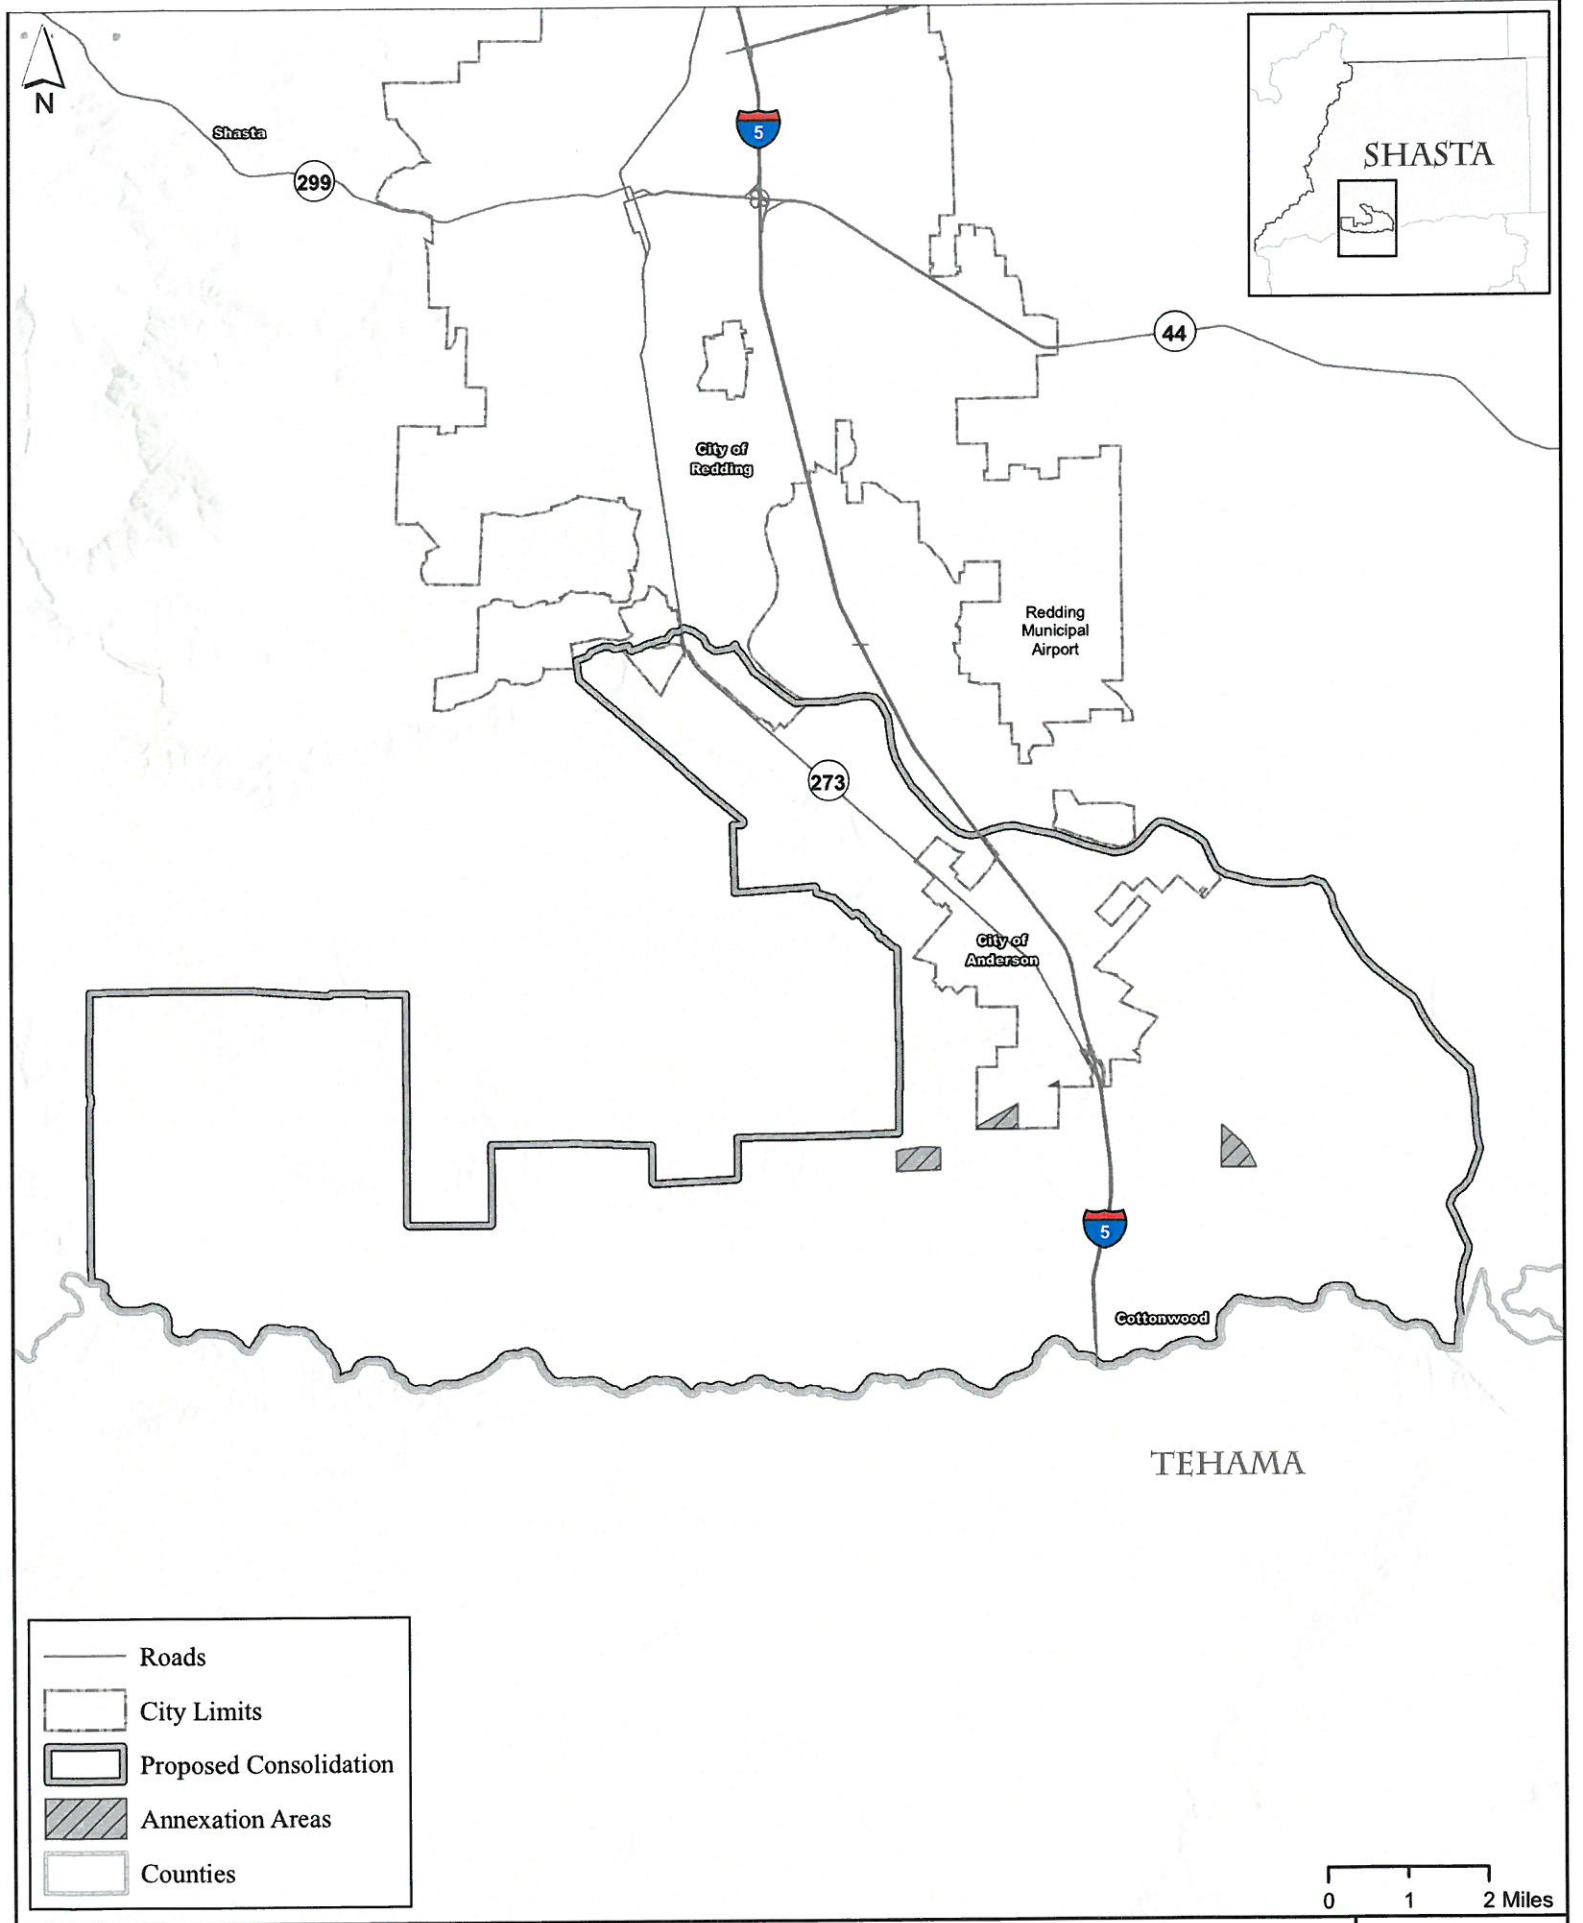 N
Shasta
299
5
SHASTA
44
City of
Redding
Redding
Municipal
Airport
273
City of
Anderson
5
Cottonwood
TEHAMA
Roads
City Limits
Proposed Consolidation
Annexation Areas
Counties
0 1 2 Miles